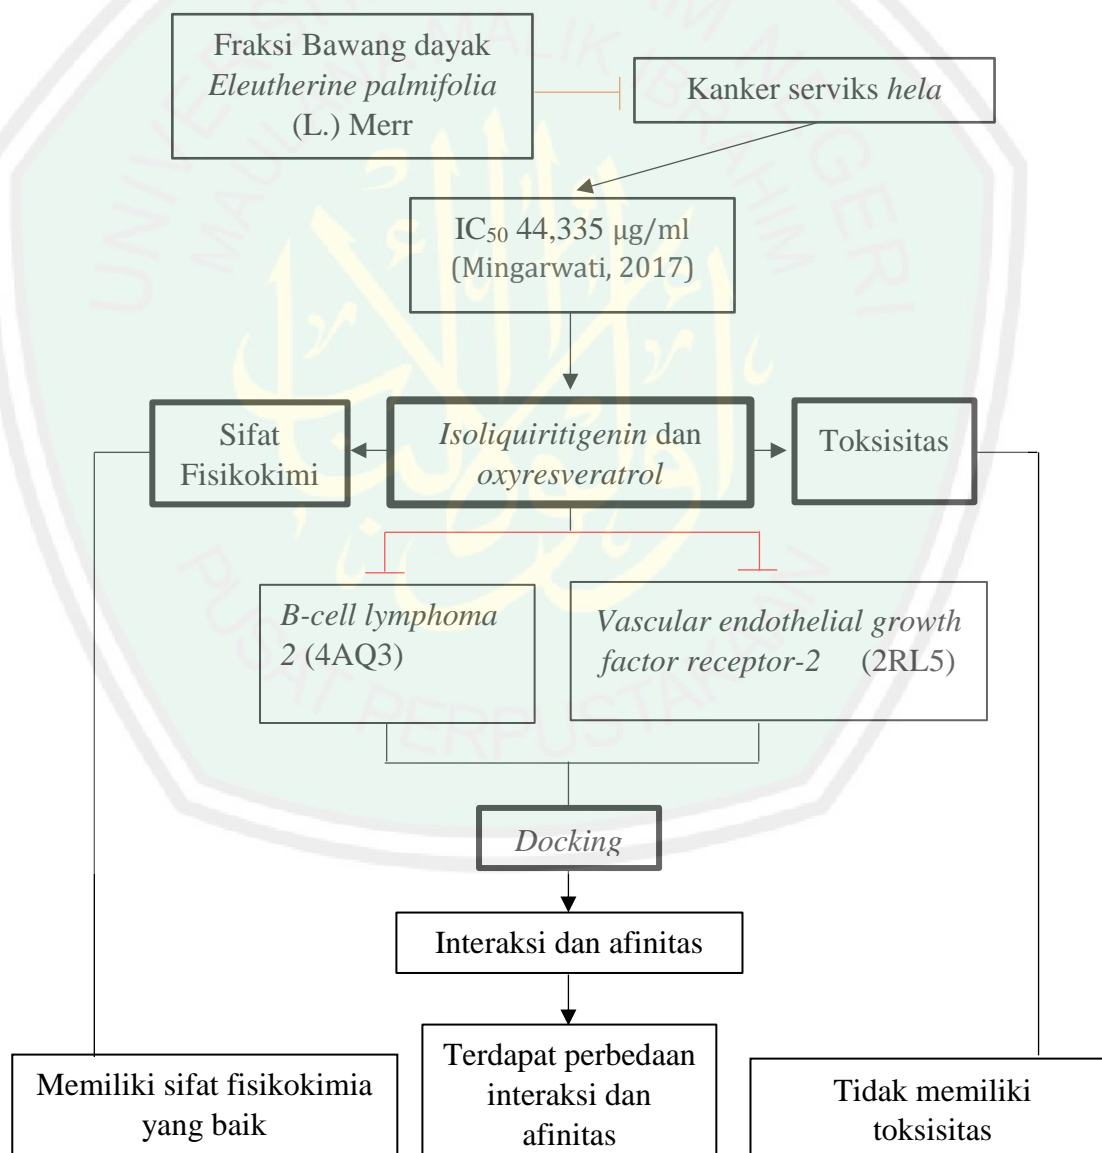 Fraksi Bawang dayak
Eleutherine palmifolia
(L.) Merr
Kanker serviks hela
IC₅₀ 44,335 µg/ml
(Mingarwati, 2017)
Sifat
Fisikokimi
Isoliquiritigenin dan
oxyresveratrol
Toksisitas
B-cell lymphoma
2 (4AQ3)
Vascular endothelial growth
factor receptor-2 (2RL5)
Docking
Interaksi dan afinitas
Memiliki sifat fisikokimia
yang baik
Terdapat perbedaan
interaksi dan
afinitas
Tidak memiliki
toksisitas
PUSAT PERPUSTAKAAN